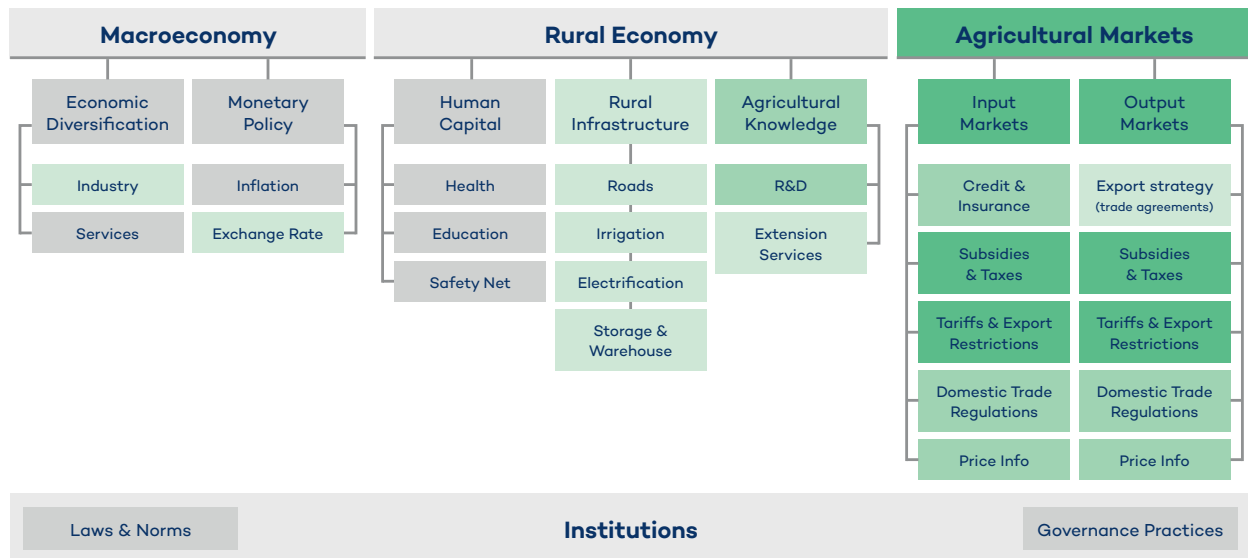 Macroeconomy
Economic
Diversification
Industry
Services
Monetary
Policy
Inflation
Exchange Rate
Rural Economy
Human
Capital
Health
Education
Safety Net
Rural
Infrastructure
Roads
Irrigation
Electrification
Storage &
Warehouse
Agricultural
Knowledge
R&D
Extension
Services
Agricultural Markets
Input
Markets
Credit &
Insurance
Subsidies
& Taxes
Tariffs & Export
Restrictions
Domestic Trade
Regulations
Price Info
Output
Markets
Export strategy
(trade agreements)
Subsidies
& Taxes
Tariffs & Export
Restrictions
Domestic Trade
Regulations
Price Info
Laws & Norms
Institutions
Governance Practices